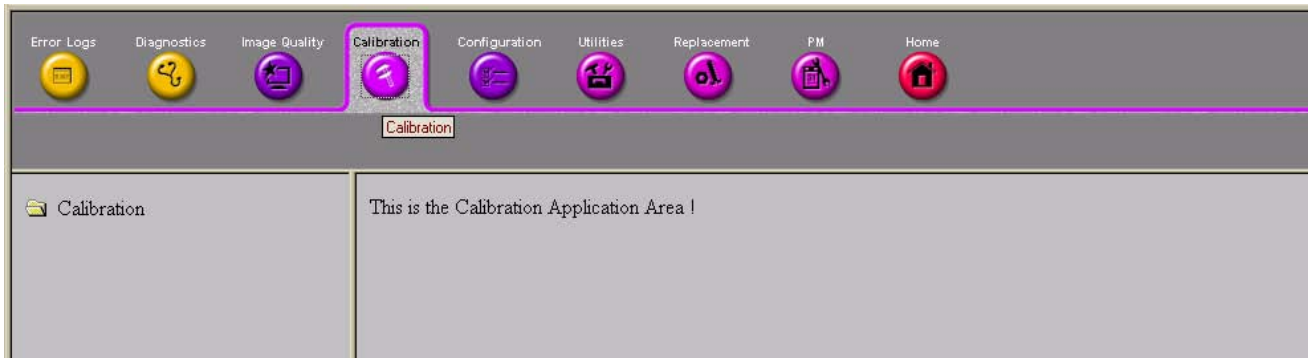 Error Logs Diagnostics Image Quality Calibration Configuration Utilities Replacement PM Home
Calibration
Calibration
This is the Calibration Application Area !